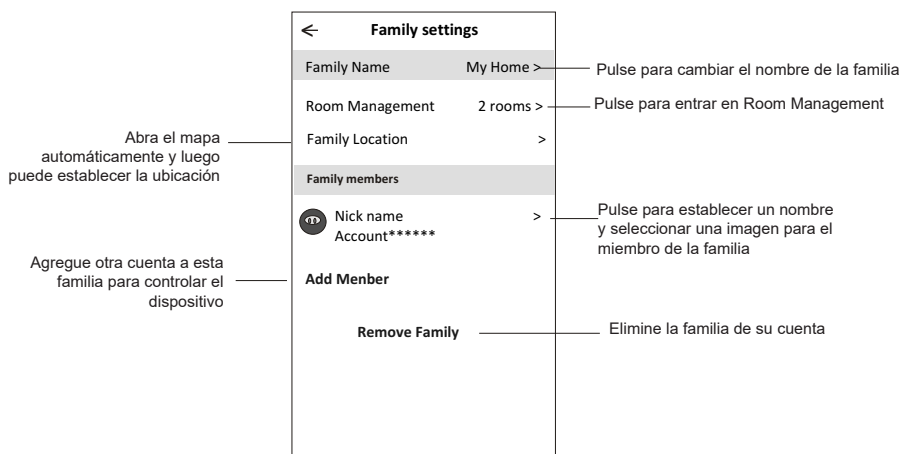 ← Family settings
Family Name My Home >
Pulse para cambiar el nombre de la familia
Room Management 2 rooms >
Pulse para entrar en Room Management
Family Location >
Abra el mapa
automáticamente y luego
puede establecer la ubicación
Family members
Nick name >
Account******
Pulse para establecer un nombre
y seleccionar una imagen para el
miembro de la familia
Add Menber
Agregue otra cuenta a esta
familia para controlar el
dispositivo
Remove Family
Elimine la familia de su cuenta